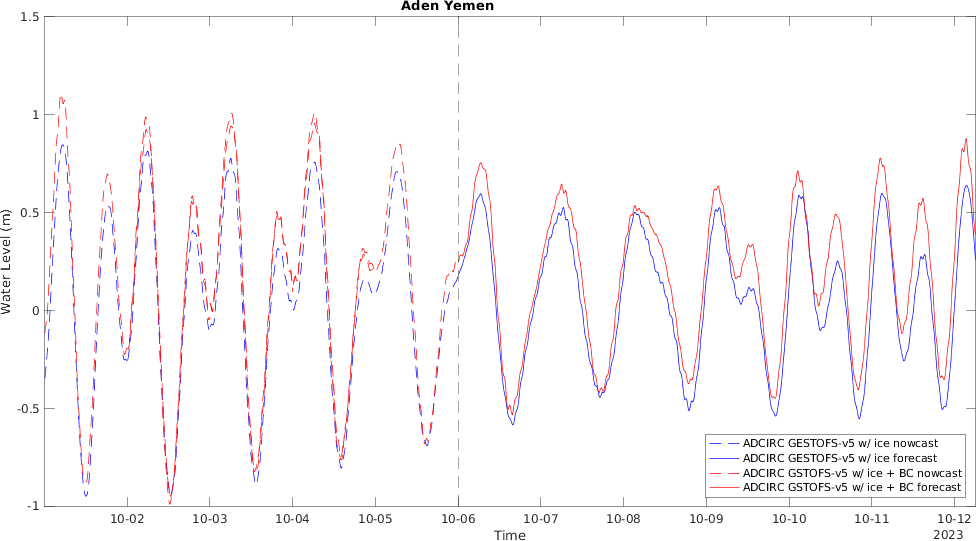 Aden Yemen
1.5
1
0.5
0
-0.5
-1
Water Level (m)
10-02 10-03 10-04 10-05 10-06 10-07 10-08 10-09 10-10 10-11 10-12
2023
Time
ADCIRC GESTOFS-v5 w/ ice nowcast
ADCIRC GESTOFS-v5 w/ ice forecast
ADCIRC GSTOFS-v5 w/ ice + BC nowcast
ADCIRC GSTOFS-v5 w/ ice + BC forecast